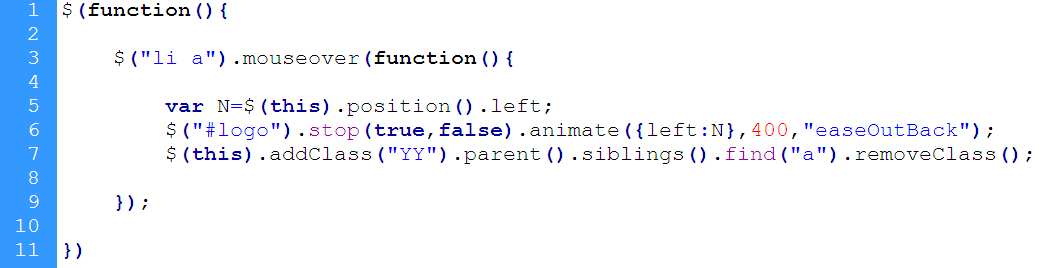 1 $(function(){
2
3 $("li a").mouseover(function(){
4
5 var N=$(this).position().left;
6 $("#logo").stop(true,false).animate({left:N},400,"easeOutBack");
7 $(this).addClass("YY").parent().siblings().find("a").removeClass();
8
9 });
10
11 })